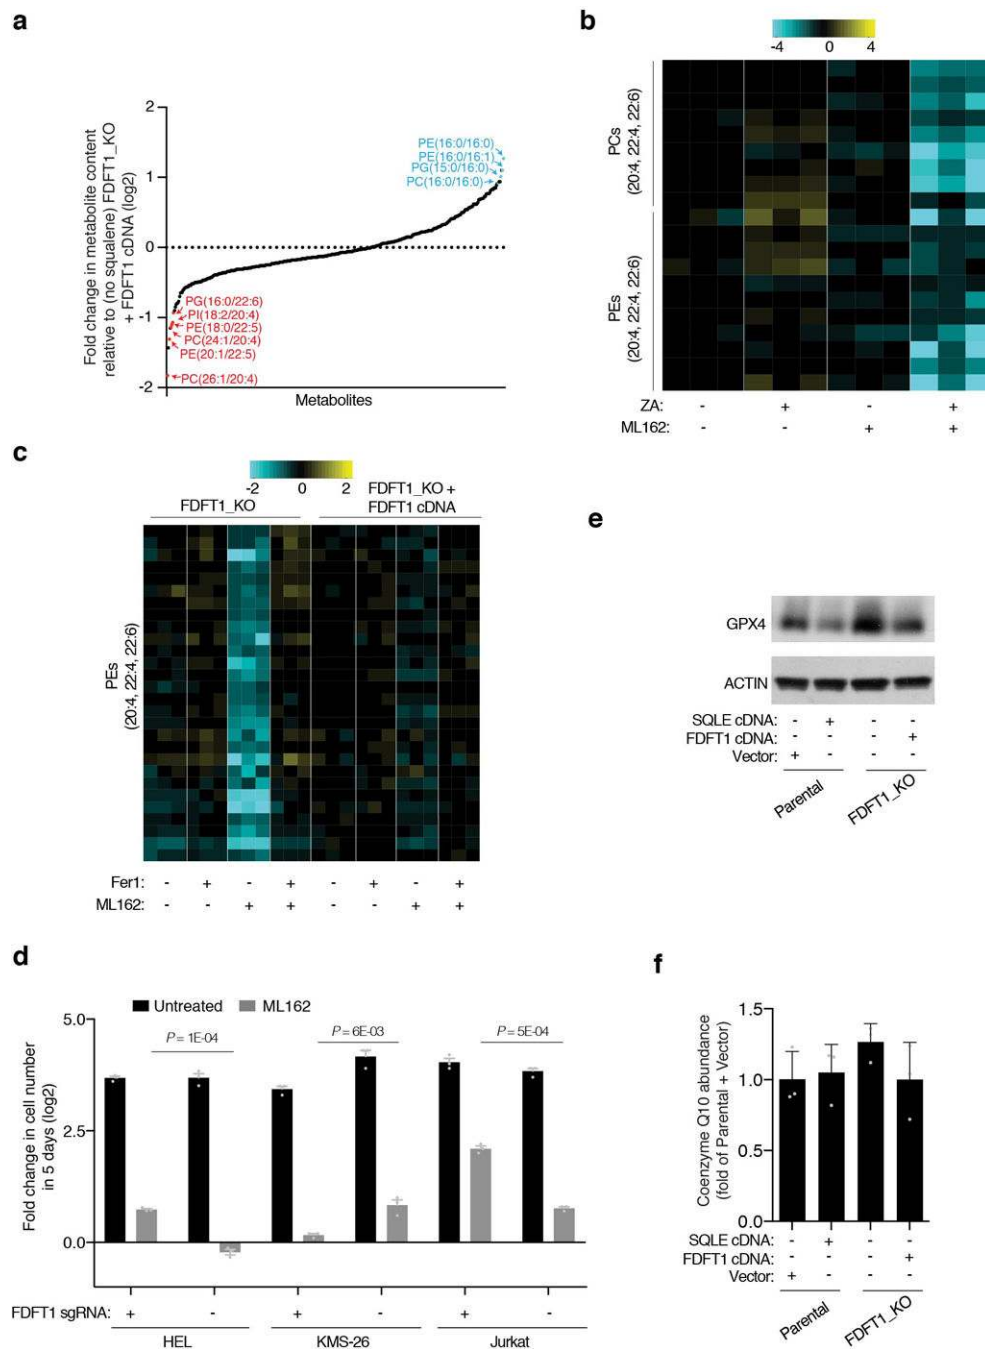 a
Fold change in metabolite content
relative to (no squalene) FDFT1_KO
+ FDFT1 cDNA (log2)
2
1
0
-1
-2
PE(16:0/16:0)
PE(16:0/16:1)
PG(15:0/16:0)
PC(16:0/16:0)
PG(16:0/22:6)
PI(18:2/20:4)
PE(18:0/22:5)
PC(24:1/20:4)
PE(20:1/22:5)
PC(26:1/20:4)
Metabolites
b
-4 0 4
PCs
(20:4, 22:4, 22:6)
PEs
(20:4, 22:4, 22:6)
ZA: - + - +
ML162: - - + +
c
-2 0 2
FDFT1_KO
FDFT1_KO +
FDFT1 cDNA
PEs
(20:4, 22:4, 22:6)
Fer1: - + - + - + - +
ML162: - - + + - - + +
e
GPX4
ACTIN
SQLE cDNA: - + - -
FDFT1 cDNA: - - - +
Vector: + - - -
Parental
FDFT1_KO
d
Untreated ML162
Fold change in cell number
in 5 days (log2)
5.0
2.5
0.0
P = 1E-04
P = 6E-03
P = 5E-04
FDFT1 sgRNA: + - + - + -
HEL KMS-26 Jurkat
f
Coenzyme Q10 abundance
(fold of Parental + Vector)
1.5
1.0
0.5
0.0
SQLE cDNA: - + - -
FDFT1 cDNA: - - - +
Vector: + - - -
Parental
FDFT1_KO